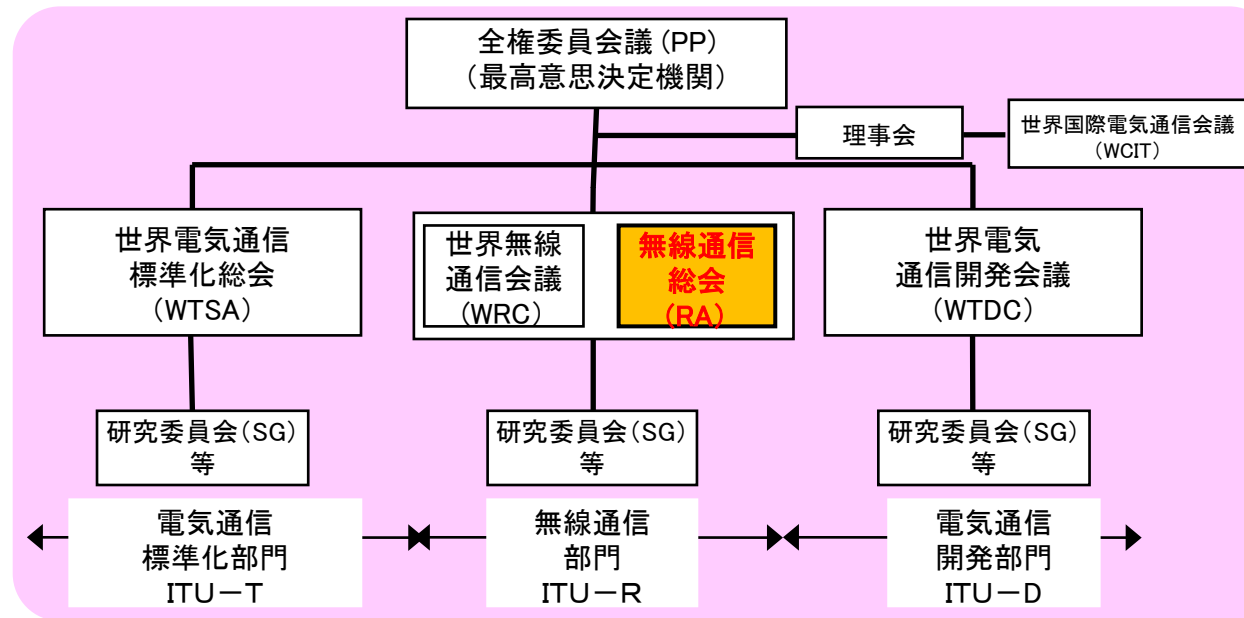 全権委員会議(PP)
(最高意思決定機関)
理事会
世界国際電気通信会議
(WCIT)
世界電気通信
標準化総会
(WTSA)
世界無線
通信会議
(WRC)
無線通信
総会
(RA)
世界電気
通信開発会議
(WTDC)
研究委員会(SG)
等
研究委員会(SG)
等
研究委員会(SG)
等
電気通信
標準化部門
ITU-T
無線通信
部門
ITU-R
電気通信
開発部門
ITU-D